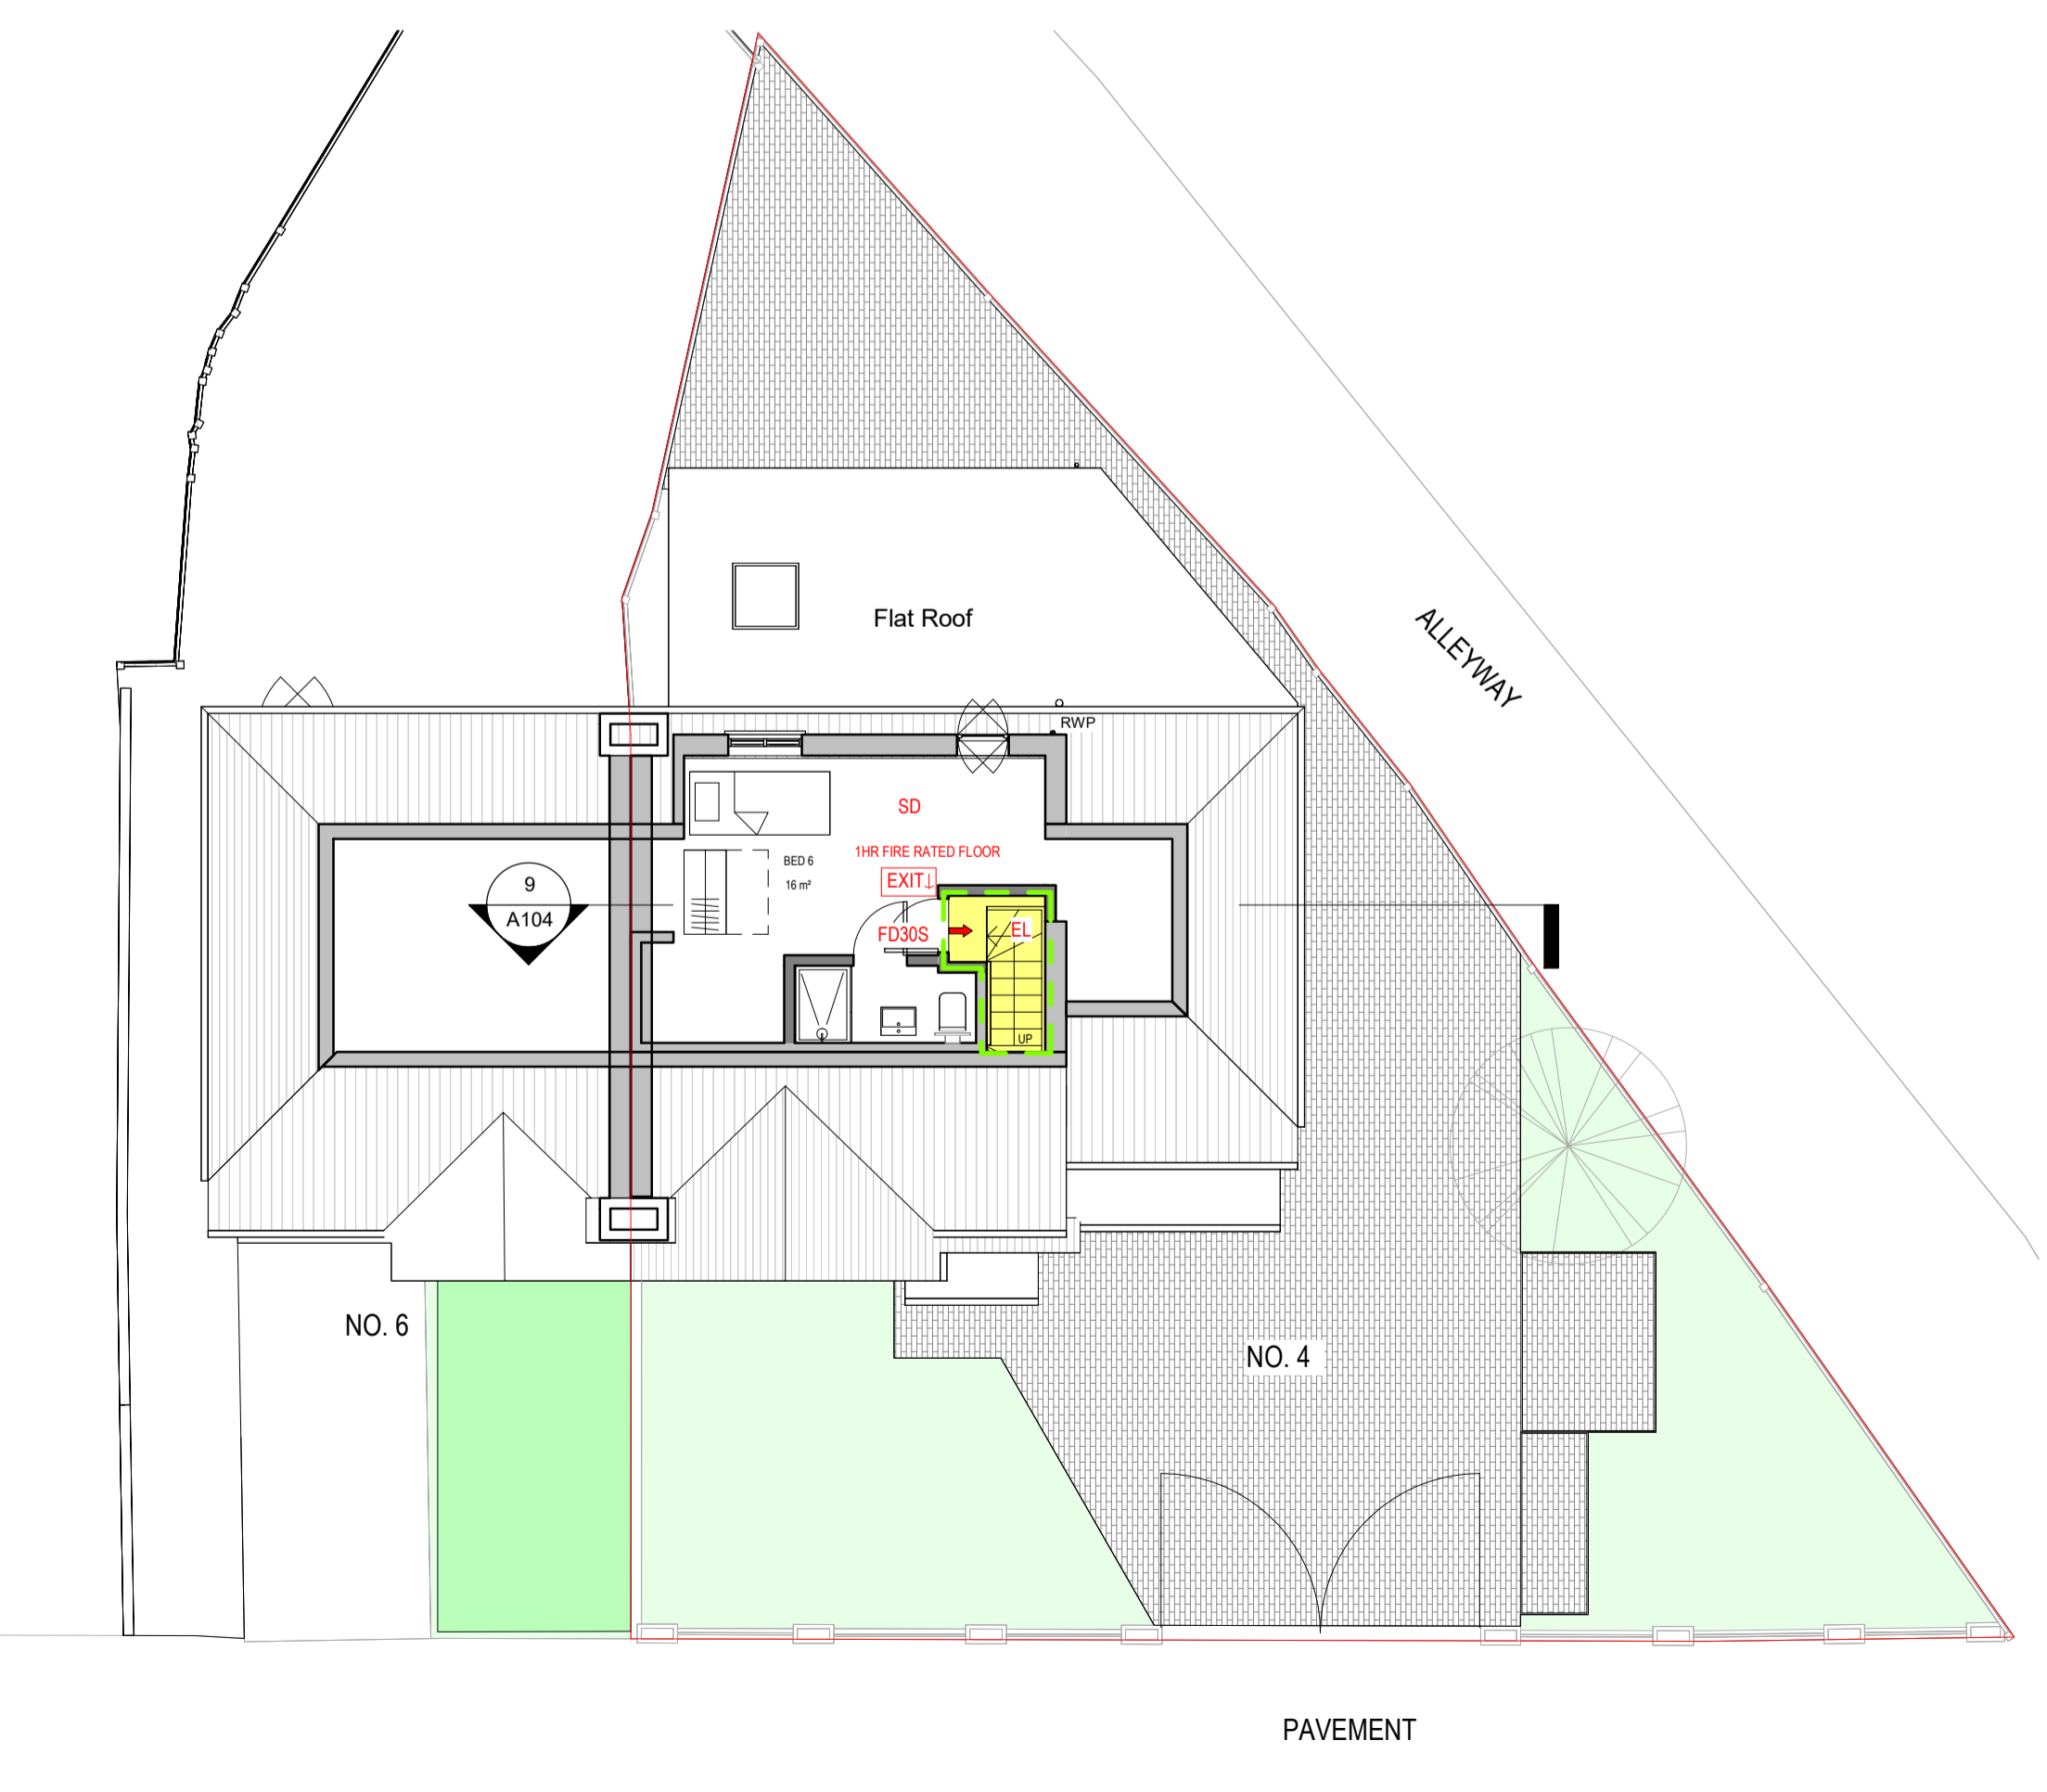 Flat Roof
ALLEYWAY
RWP
SD
1HR FIRE RATED FLOOR
BED 6
16 m²
EXIT↓
9
A104
FD30S
EL
UP
NO. 6
NO. 4
PAVEMENT